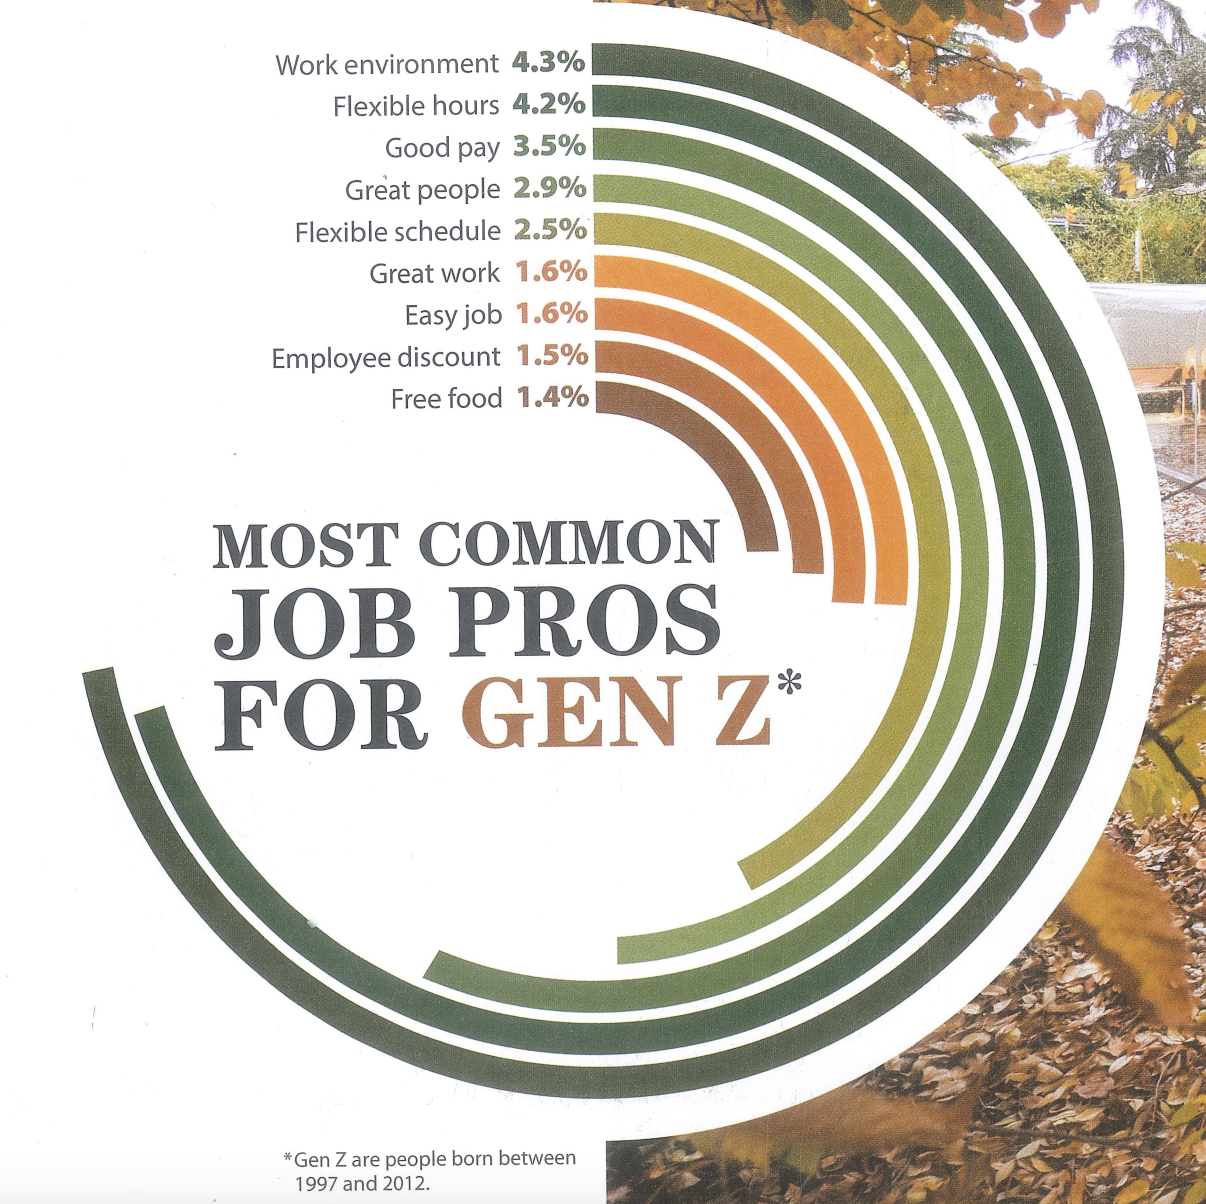 Work environment 4.3%
Flexible hours 4.2%
Good pay 3.5%
Great people 2.9%
Flexible schedule 2.5%
Great work 1.6%
Easy job 1.6%
Employee discount 1.5%
Free food 1.4%
MOST COMMON
JOB PROS
FOR GEN Z*
*Gen Z are people born between
1997 and 2012.